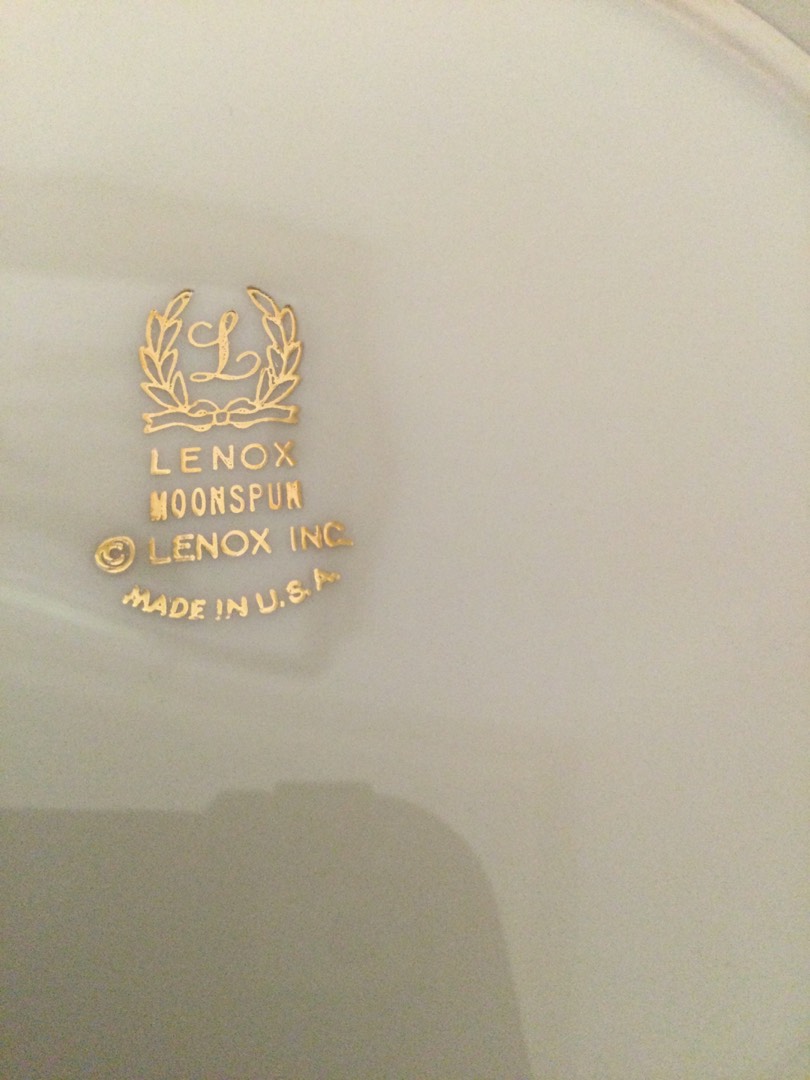 L
LENOX
MOONSPUN
© LENOX INC.
MADE IN U.S.A.